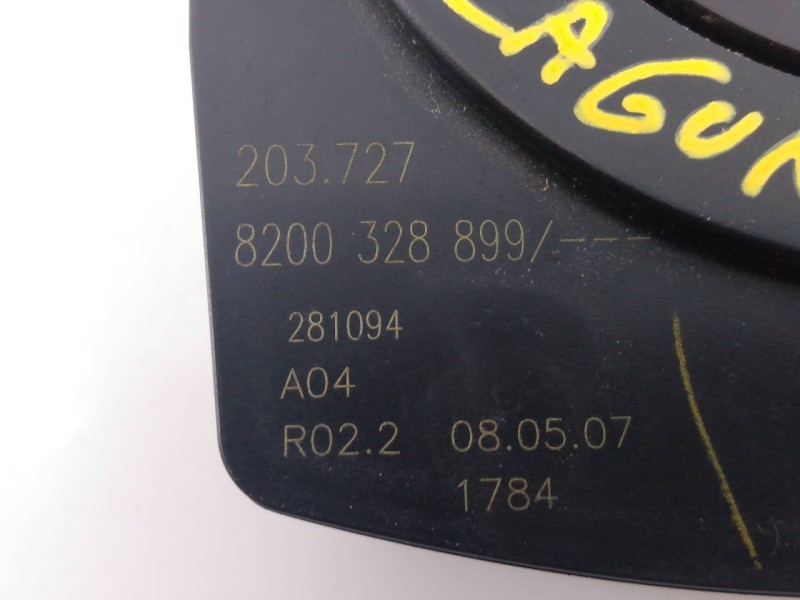 LAGUN
203.727
8200 328 899/---
281094
A04
R02.2 08.05.07
1784